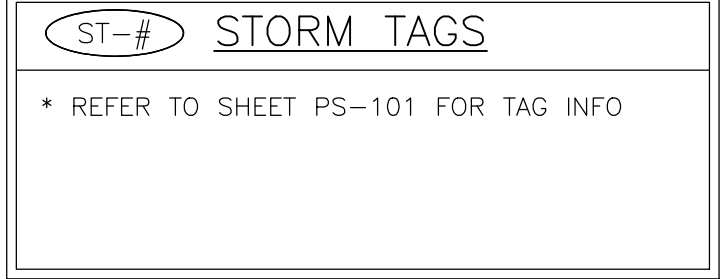 ST-# STORM TAGS
* REFER TO SHEET PS-101 FOR TAG INFO